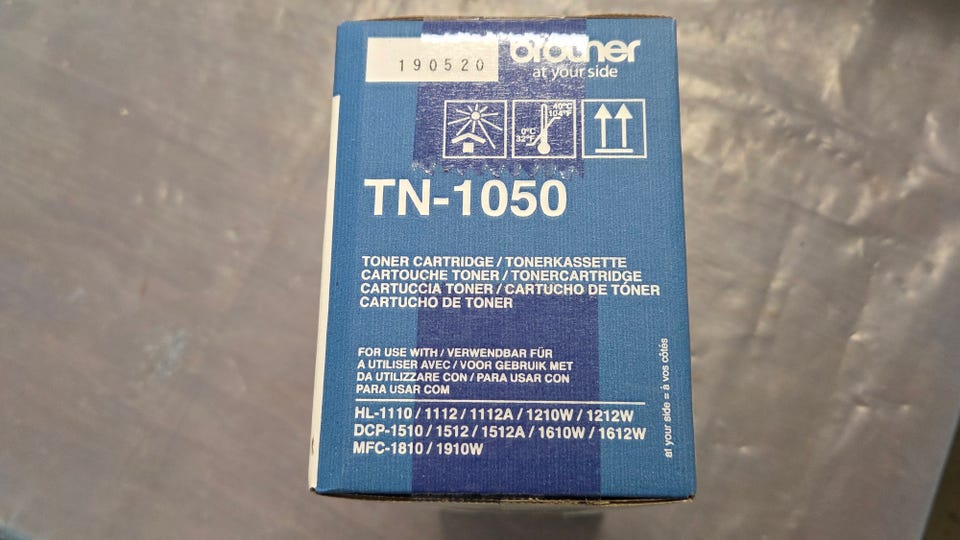 190520
brother
at your side
40°C
104°F
0°C
32°F
TN-1050
TONER CARTRIDGE / TONERKASSETTE
CARTOUCHE TONER / TONERCARTRIDGE
CARTUCCIA TONER / CARTUCHO DE TÓNER
CARTUCHO DE TONER
FOR USE WITH / VERWENDBAR FÜR
A UTILISER AVEC / VOOR GEBRUIK MET
DA UTILIZZARE CON / PARA USAR CON
PARA USAR COM
HL-1110 / 1112 / 1112A / 1210W / 1212W
DCP-1510 / 1512 / 1512A / 1610W / 1612W
MFC-1810 / 1910W
at your side = à vos côtés